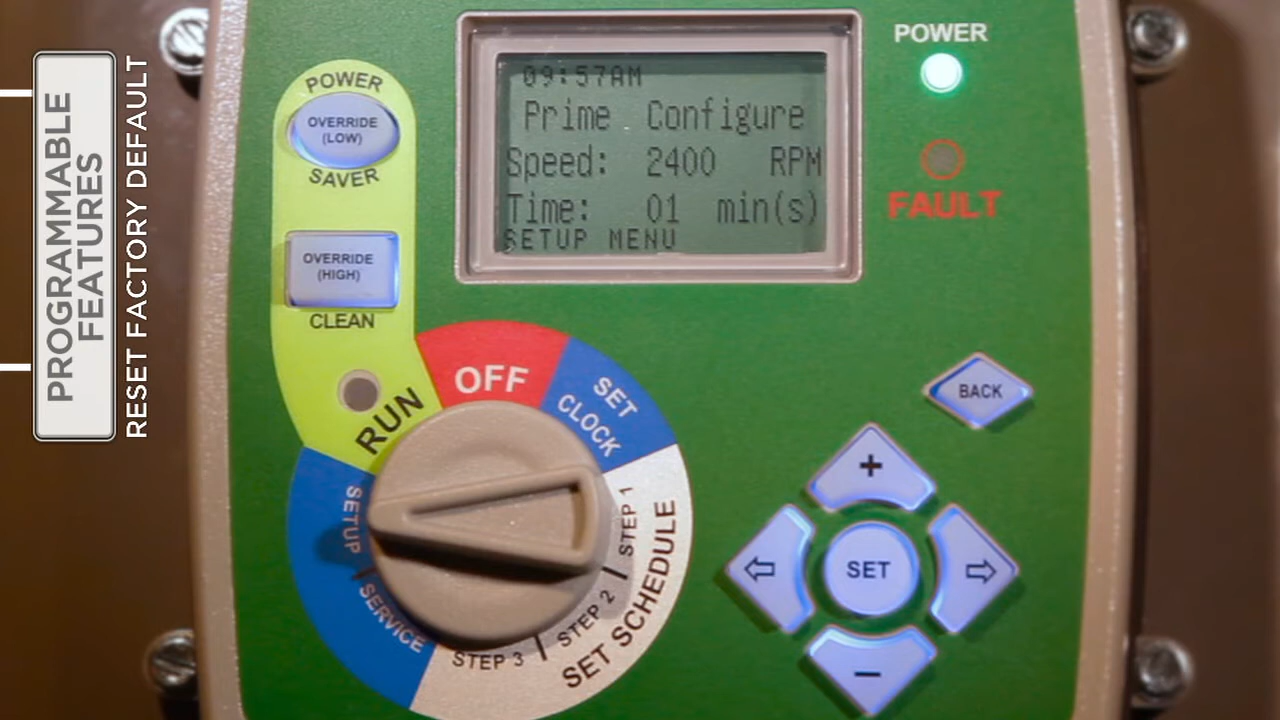 PROGRAMMABLE
FEATURES
RESET FACTORY DEFAULT
POWER
OVERRIDE
(LOW)
SAVER
OVERRIDE
(HIGH)
CLEAN
09:57AM
Prime Configure
Speed: 2400 RPM
Time: 01 min(s)
SETUP MENU
POWER
FAULT
RUN
OFF
SET
CLOCK
STEP 1
STEP 2
STEP 3
SET SCHEDULE
SERVICE
SETUP
BACK
+
⇦
SET
⇨
−